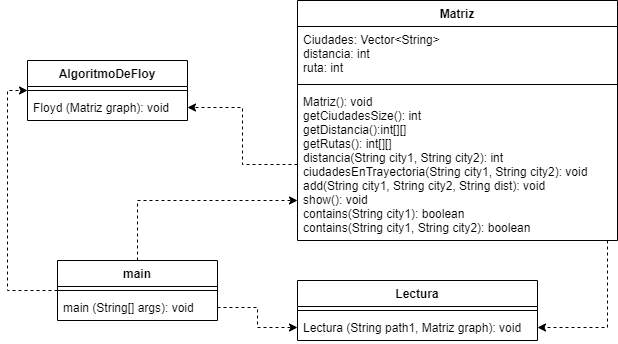 Matriz
Ciudades: Vector<String>
distancia: int
ruta: int
Matriz(): void
getCiudadesSize(): int
getDistancia():int[][]
getRutas(): int[][]
distancia(String city1, String city2): int
ciudadesEnTrayectoria(String city1, String city2): void
add(String city1, String city2, String dist): void
show(): void
contains(String city1): boolean
contains(String city1, String city2): boolean
AlgoritmoDeFloy
Floyd (Matriz graph): void
main
main (String[] args): void
Lectura
Lectura (String path1, Matriz graph): void